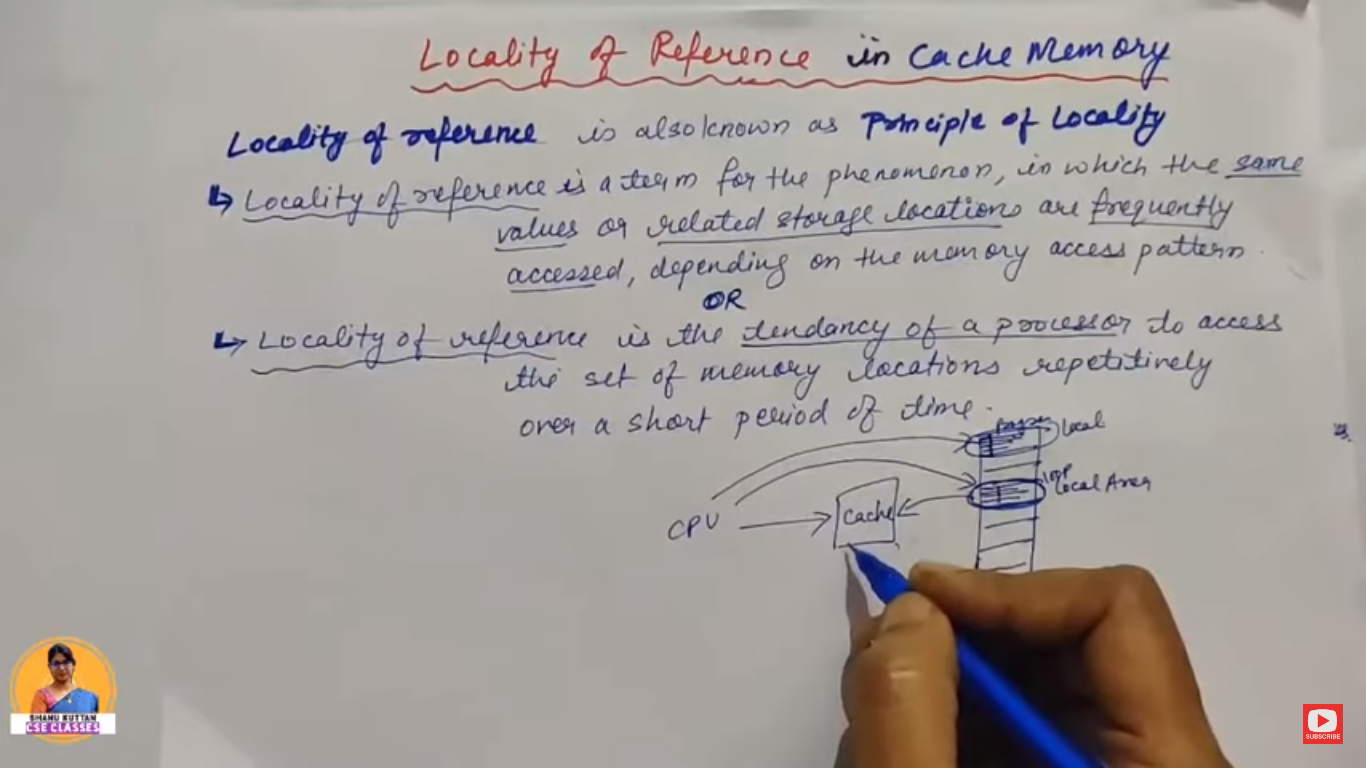 Locality of Reference in Cache Memory
Locality of reference is also known as Principle of Locality
↳ Locality of reference is a term for the phenomenon, in which the same
values or related storage locations are frequently
accessed, depending on the memory access pattern.
OR
↳ Locality of reference is the tendancy of a processor to access
the set of memory locations repetitively
over a short period of time.
Local
loop
Local Area
Cache
CPU
SHANU KUTTAN
CSE CLASSES
SUBSCRIBE